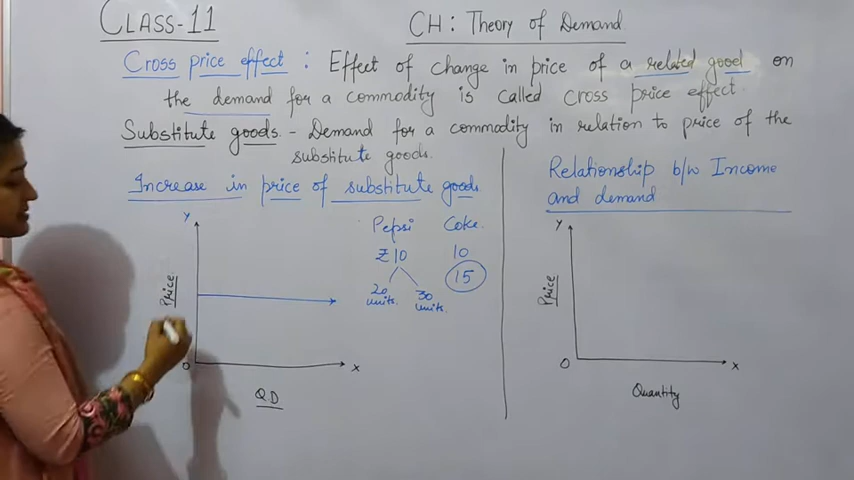 CLASS-11
CH: Theory of Demand
Cross price effect : Effect of change in price of a related good on
the demand for a commodity is called cross price effect
Substitute goods. - Demand for a commodity in relation to price of the
substitute goods.
Increase in price of substitute goods
Pepsi Coke.
₹10 10
15
20 units. 30 units.
Y
Price
O
X
Q.D
Relationship b/w Income
and demand
Y
Price
O
X
Quantity